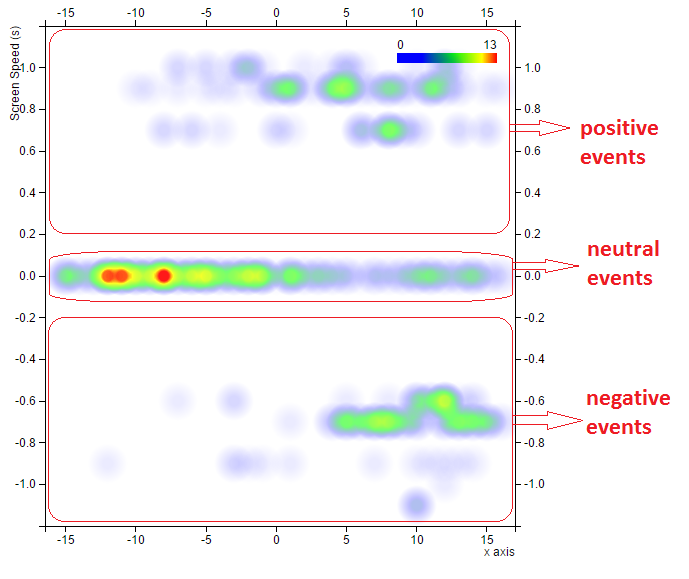 -15 -10 -5 0 5 10 15
Screen Speed (s)
0 13
1.0 1.0
0.8 0.8
positive
events
0.6 0.6
0.4 0.4
0.2 0.2
neutral
events
0.0 0.0
-0.2 -0.2
-0.4 -0.4
-0.6 -0.6
negative
events
-0.8 -0.8
-1.0 -1.0
-15 -10 -5 0 5 10 15
x axis